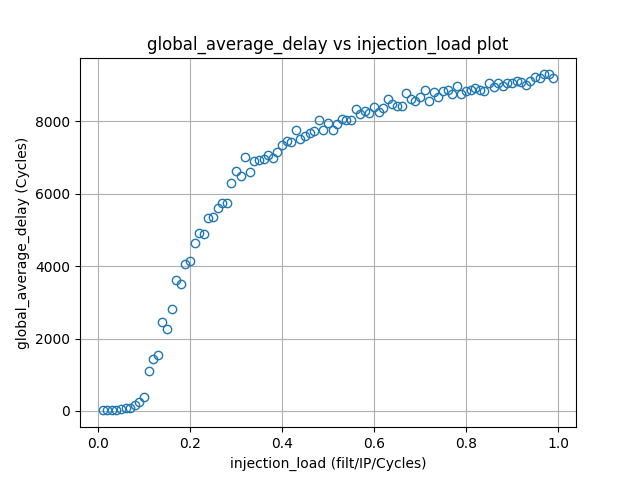 global_average_delay vs injection_load plot
global_average_delay (Cycles)
8000
6000
4000
2000
0
0.0 0.2 0.4 0.6 0.8 1.0
injection_load (filt/IP/Cycles)